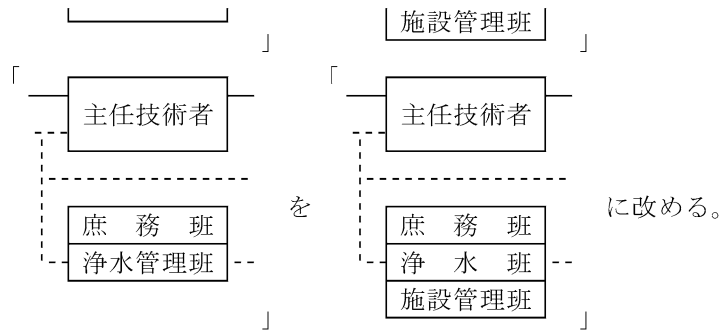 施設管理班
」 」
「 「
主任技術者 主任技術者
を に改める。
庶　務　班 庶　務　班
浄水管理班 浄　水　班
施設管理班
」 」